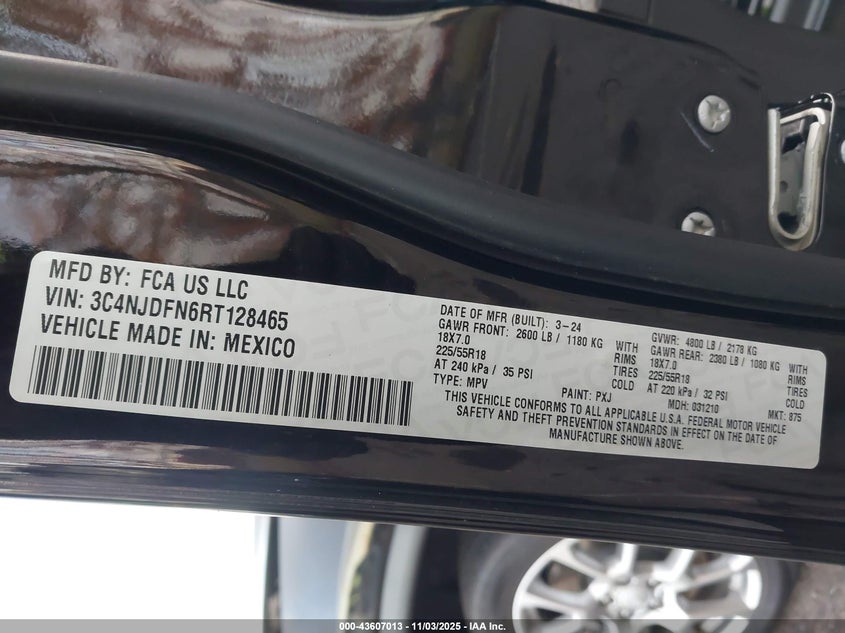 MFD BY: FCA US LLC
VIN: 3C4NJDFN6RT128465
VEHICLE MADE IN: MEXICO
DATE OF MFR (BUILT): 3-24
GVWR: 4800 LB / 2178 KG
GAWR FRONT: 2600 LB / 1180 KG WITH
18X7.0 RIMS
225/55R18 TIRES
AT 240 kPa / 35 PSI COLD
GAWR REAR: 2380 LB / 1080 KG WITH
18X7.0 RIMS
225/55R18 TIRES
AT 220 kPa / 32 PSI COLD
TYPE: MPV
PAINT: PXJ
MDH: 031210
MKT: 875
THIS VEHICLE CONFORMS TO ALL APPLICABLE U.S.A. FEDERAL MOTOR VEHICLE
SAFETY AND THEFT PREVENTION STANDARDS IN EFFECT ON THE DATE OF
MANUFACTURE SHOWN ABOVE.
000-43607013 - 11/03/2025 - IAA Inc.